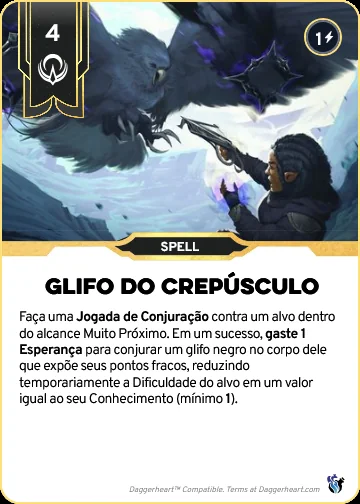 4
1
SPELL
GLIFO DO CREPÚSCULO
Faça uma Jogada de Conjuração contra um alvo dentro
do alcance Muito Próximo. Em um sucesso, gaste 1
Esperança para conjurar um glifo negro no corpo dele
que expõe seus pontos fracos, reduzindo
temporariamente a Dificuldade do alvo em um valor
igual ao seu Conhecimento (mínimo 1).
Daggerheart™ Compatible. Terms at Daggerheart.com